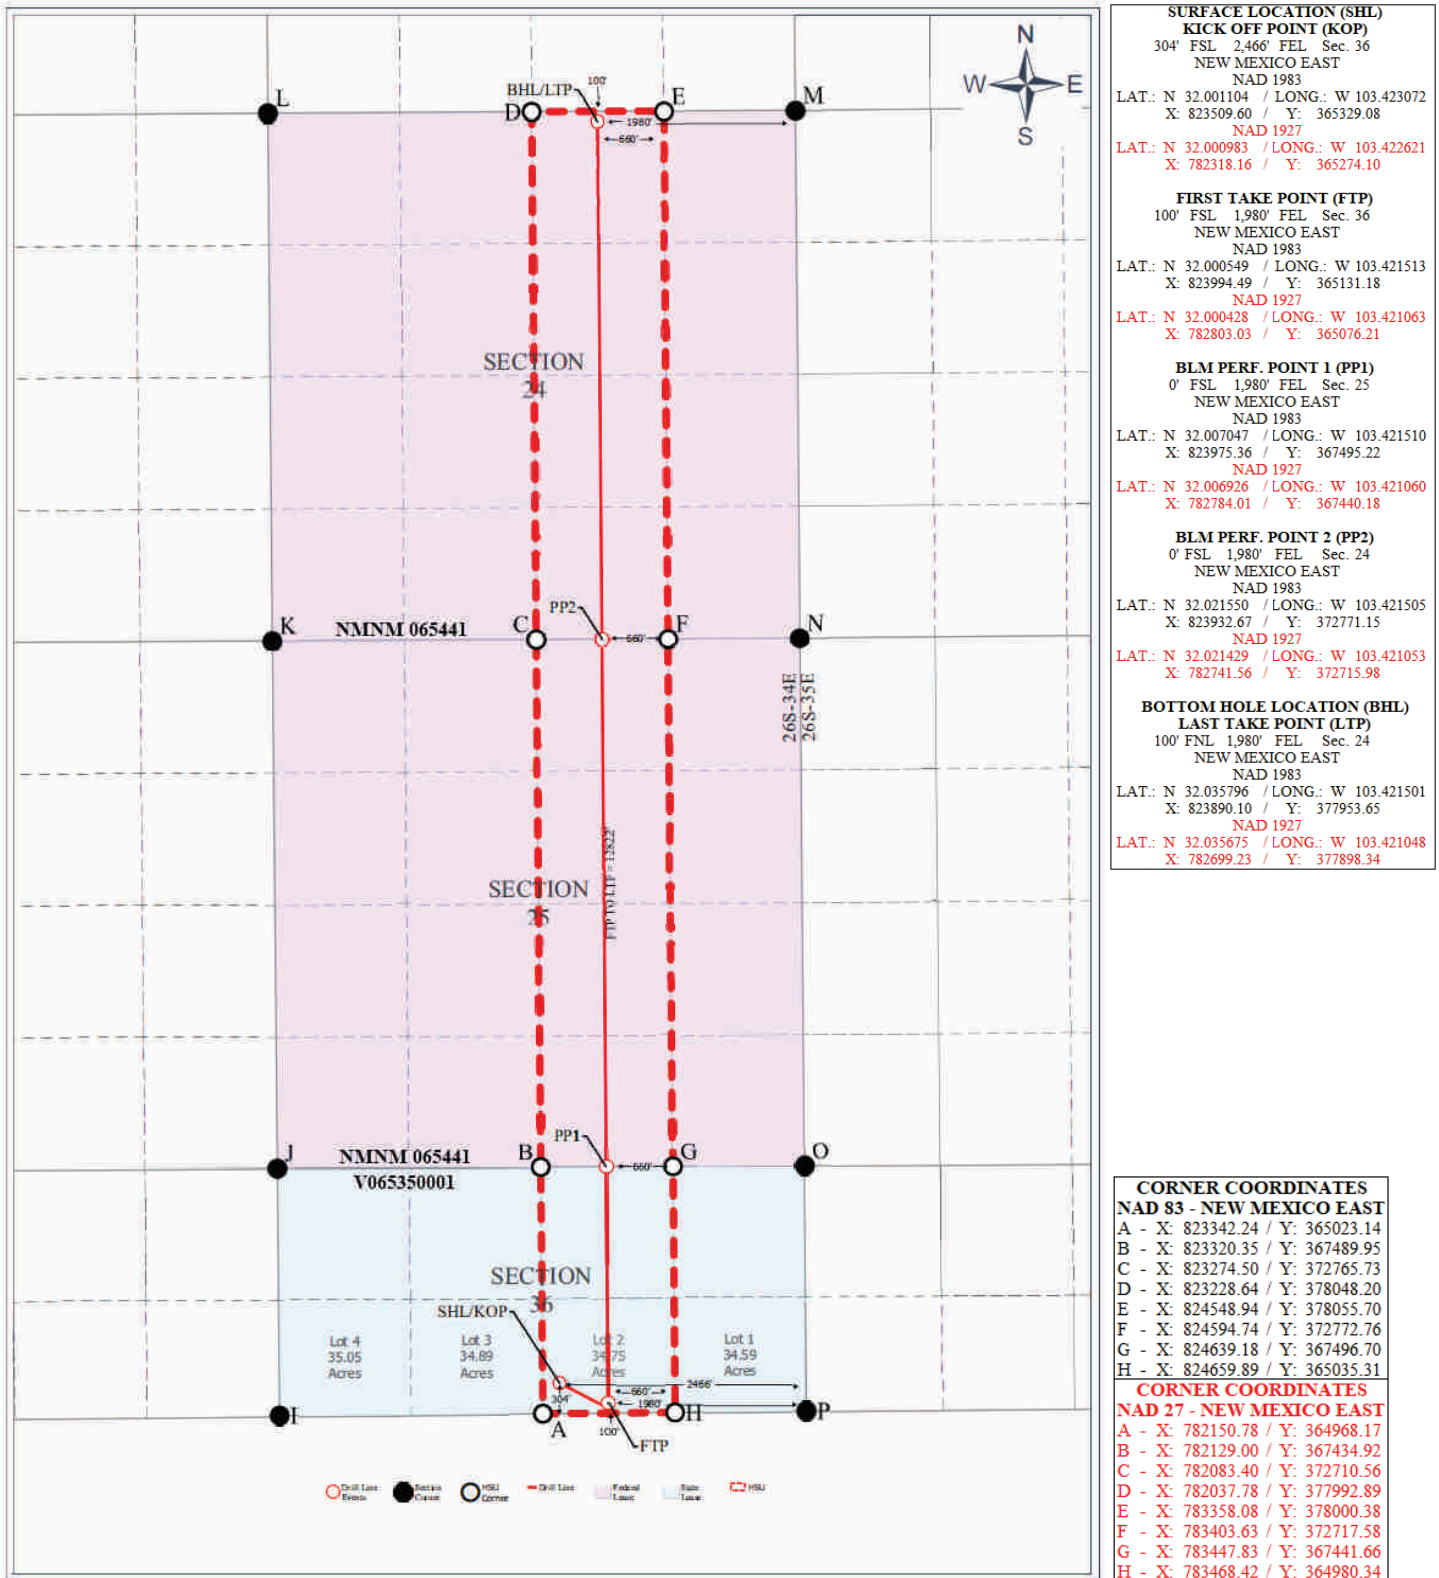 N
W E
S
L
BHL/LTP
100'
D
E
M
1980'
660'
SECTION
24
K
NMNM 065441
C
PP2
660'
F
N
26S-34E
26S-35E
FTP TO LTP = 12822'
SECTION
25
J
NMNM 065441
V065350001
B
PP1
660'
G
O
SECTION
36
SHL/KOP
Lot 4
35.05
Acres
Lot 3
34.89
Acres
Lot 2
34.75
Acres
Lot 1
34.59
Acres
2466'
304'
660'
1980'
I
A
100'
FTP
H
P
Drill Line
Events
Section
Corner
HSU
Corner
Drill Line
Federal
Lease
State
Lease
HSU
SURFACE LOCATION (SHL)
KICK OFF POINT (KOP)
304' FSL 2,466' FEL Sec. 36
NEW MEXICO EAST
NAD 1983
LAT.: N 32.001104 / LONG.: W 103.423072
X: 823509.60 / Y: 365329.08
NAD 1927
LAT.: N 32.000983 / LONG.: W 103.422621
X: 782318.16 / Y: 365274.10
FIRST TAKE POINT (FTP)
100' FSL 1,980' FEL Sec. 36
NEW MEXICO EAST
NAD 1983
LAT.: N 32.000549 / LONG.: W 103.421513
X: 823994.49 / Y: 365131.18
NAD 1927
LAT.: N 32.000428 / LONG.: W 103.421063
X: 782803.03 / Y: 365076.21
BLM PERF. POINT 1 (PP1)
0' FSL 1,980' FEL Sec. 25
NEW MEXICO EAST
NAD 1983
LAT.: N 32.007047 / LONG.: W 103.421510
X: 823975.36 / Y: 367495.22
NAD 1927
LAT.: N 32.006926 / LONG.: W 103.421060
X: 782784.01 / Y: 367440.18
BLM PERF. POINT 2 (PP2)
0' FSL 1,980' FEL Sec. 24
NEW MEXICO EAST
NAD 1983
LAT.: N 32.021550 / LONG.: W 103.421505
X: 823932.67 / Y: 372771.15
NAD 1927
LAT.: N 32.021429 / LONG.: W 103.421053
X: 782741.56 / Y: 372715.98
BOTTOM HOLE LOCATION (BHL)
LAST TAKE POINT (LTP)
100' FNL 1,980' FEL Sec. 24
NEW MEXICO EAST
NAD 1983
LAT.: N 32.035796 / LONG.: W 103.421501
X: 823890.10 / Y: 377953.65
NAD 1927
LAT.: N 32.035675 / LONG.: W 103.421048
X: 782699.23 / Y: 377898.34
CORNER COORDINATES
NAD 83 - NEW MEXICO EAST
A - X: 823342.24 / Y: 365023.14
B - X: 823320.35 / Y: 367489.95
C - X: 823274.50 / Y: 372765.73
D - X: 823228.64 / Y: 378048.20
E - X: 824548.94 / Y: 378055.70
F - X: 824594.74 / Y: 372772.76
G - X: 824639.18 / Y: 367496.70
H - X: 824659.89 / Y: 365035.31
CORNER COORDINATES
NAD 27 - NEW MEXICO EAST
A - X: 782150.78 / Y: 364968.17
B - X: 782129.00 / Y: 367434.92
C - X: 782083.40 / Y: 372710.56
D - X: 782037.78 / Y: 377992.89
E - X: 783358.08 / Y: 378000.38
F - X: 783403.63 / Y: 372717.58
G - X: 783447.83 / Y: 367441.66
H - X: 783468.42 / Y: 364980.34